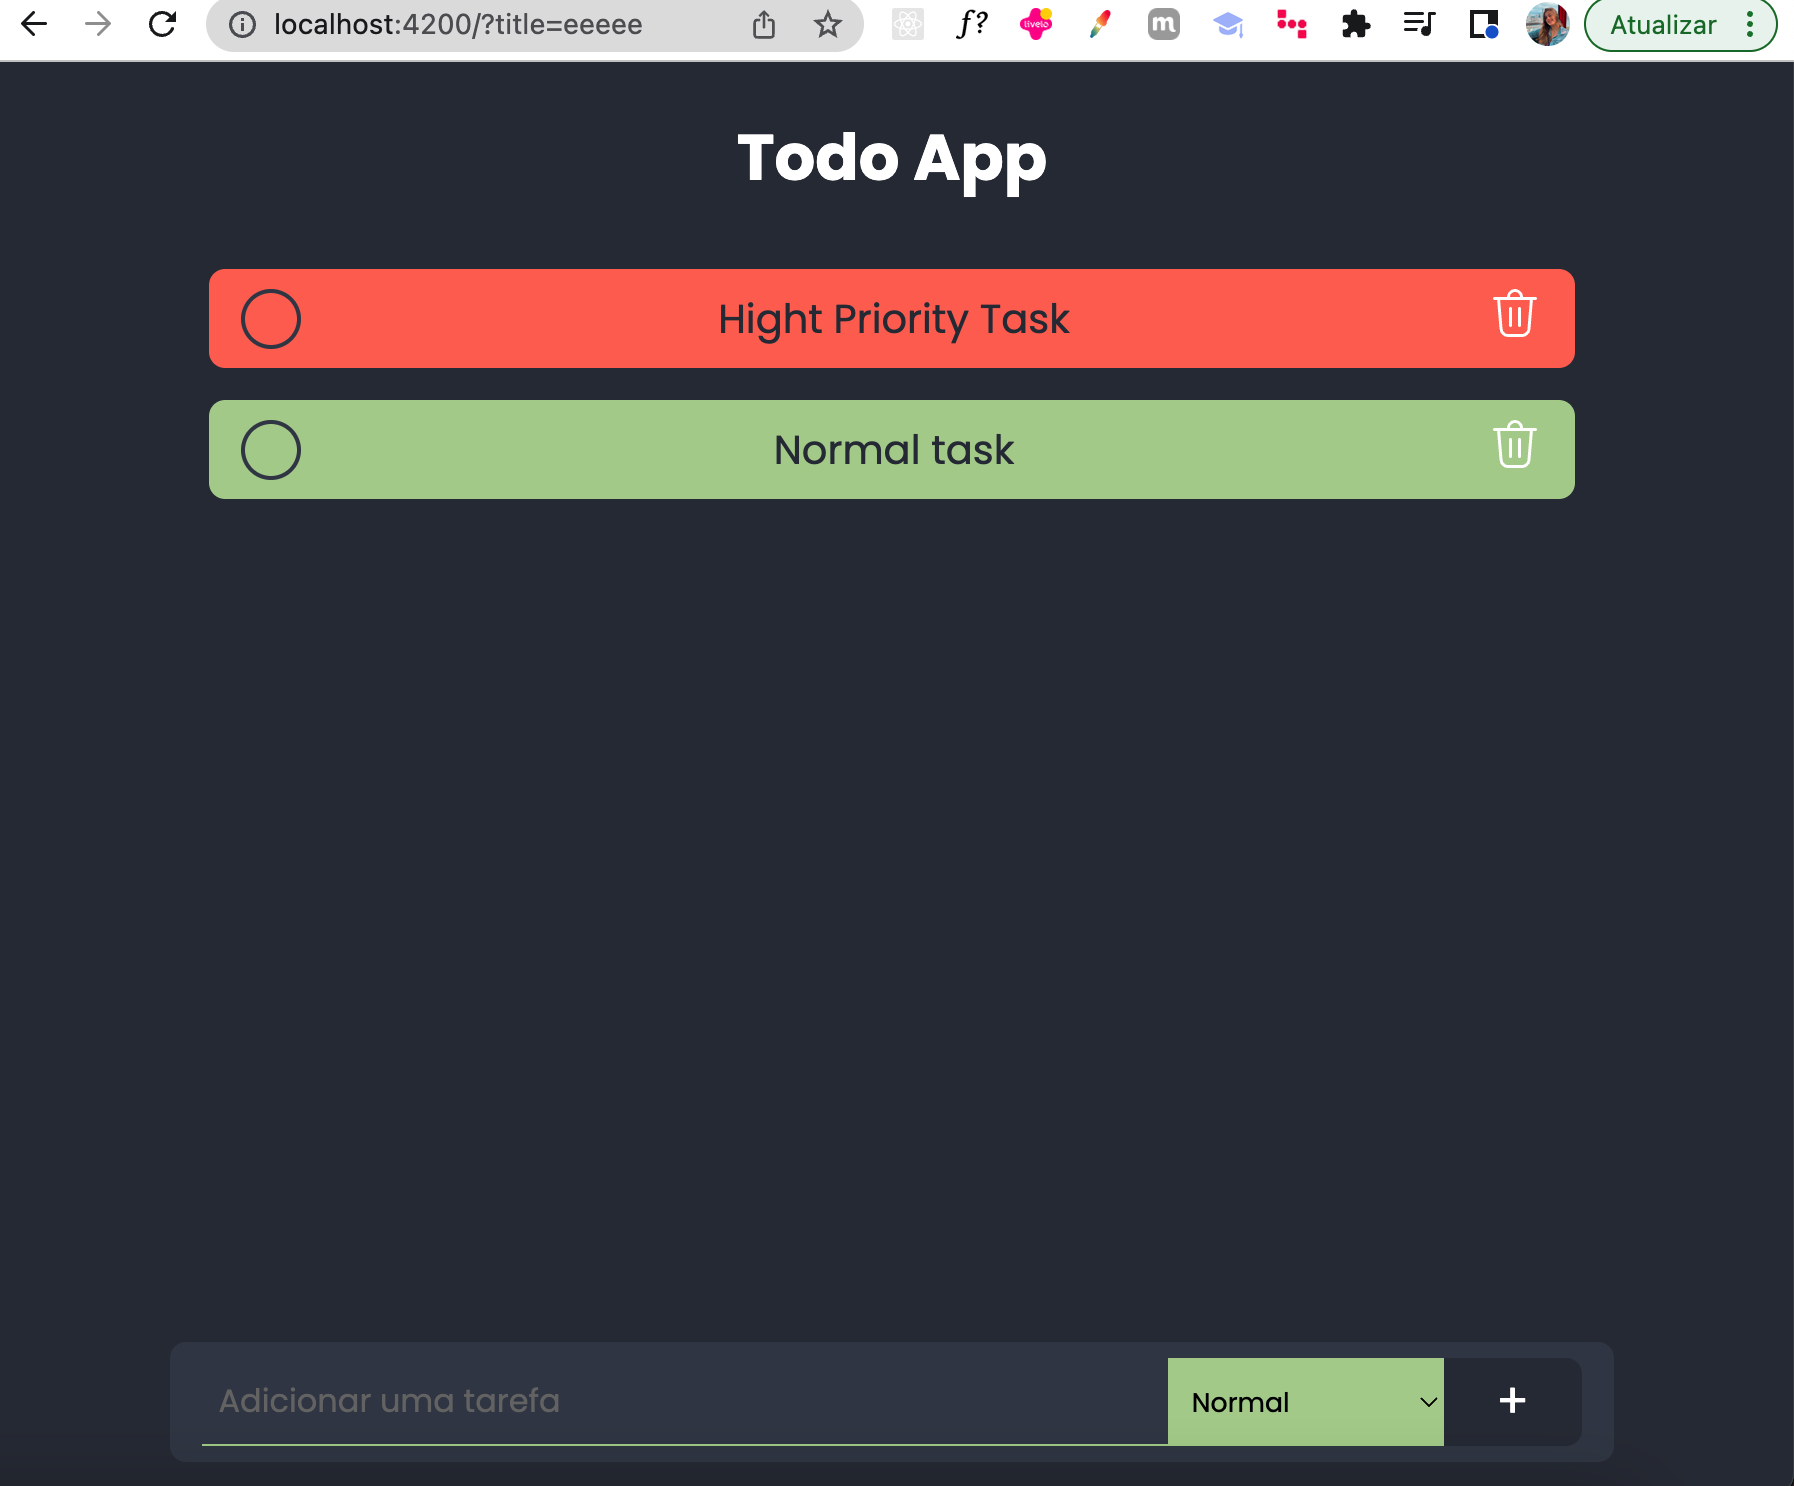 localhost:4200/?title=eeeee
f?
livelo
m
Atualizar
Todo App
Hight Priority Task
Normal task
Adicionar uma tarefa
Normal
+